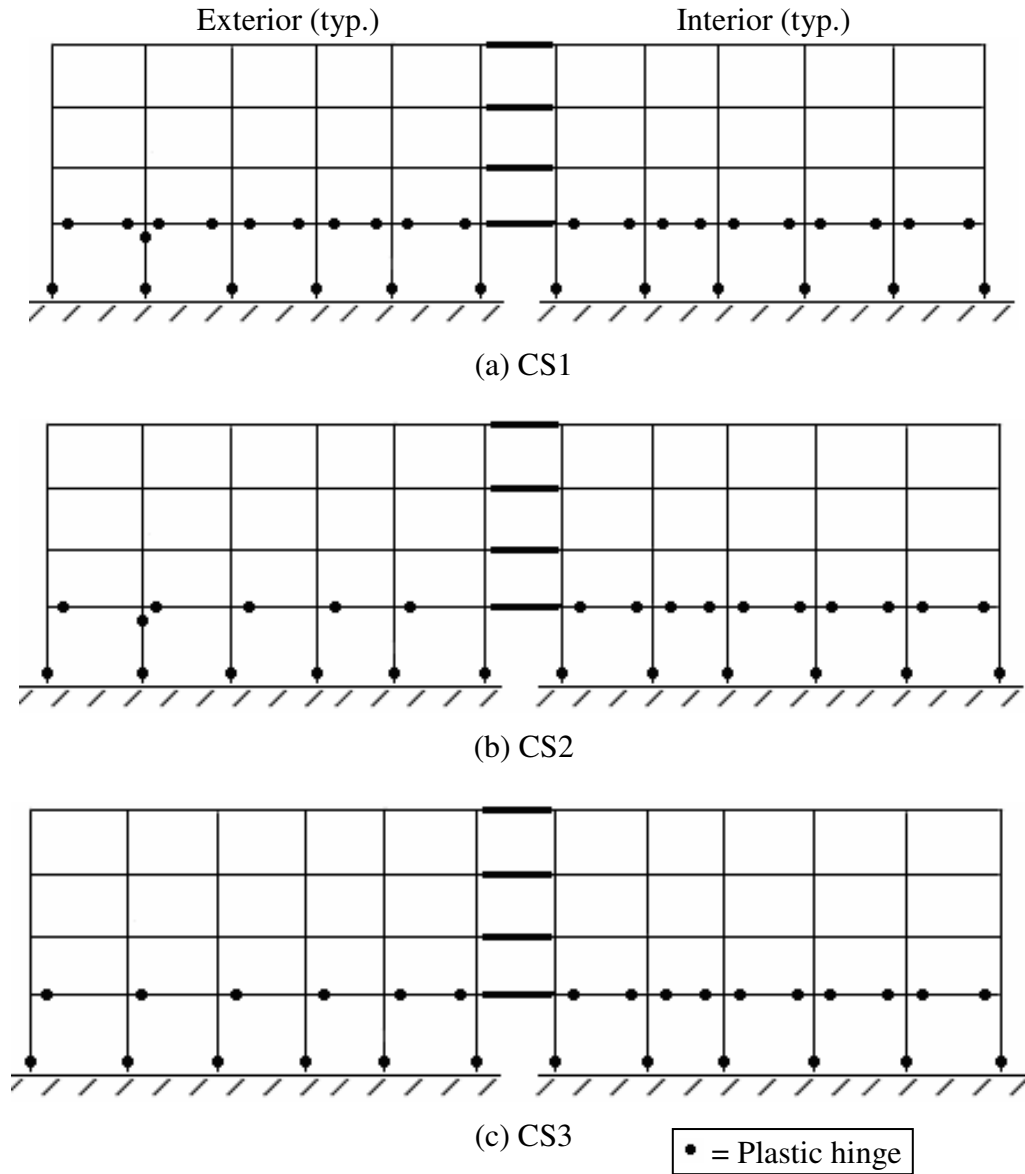 Exterior (typ.) Interior (typ.)
(a) CS1
(b) CS2
(c) CS3
= Plastic hinge